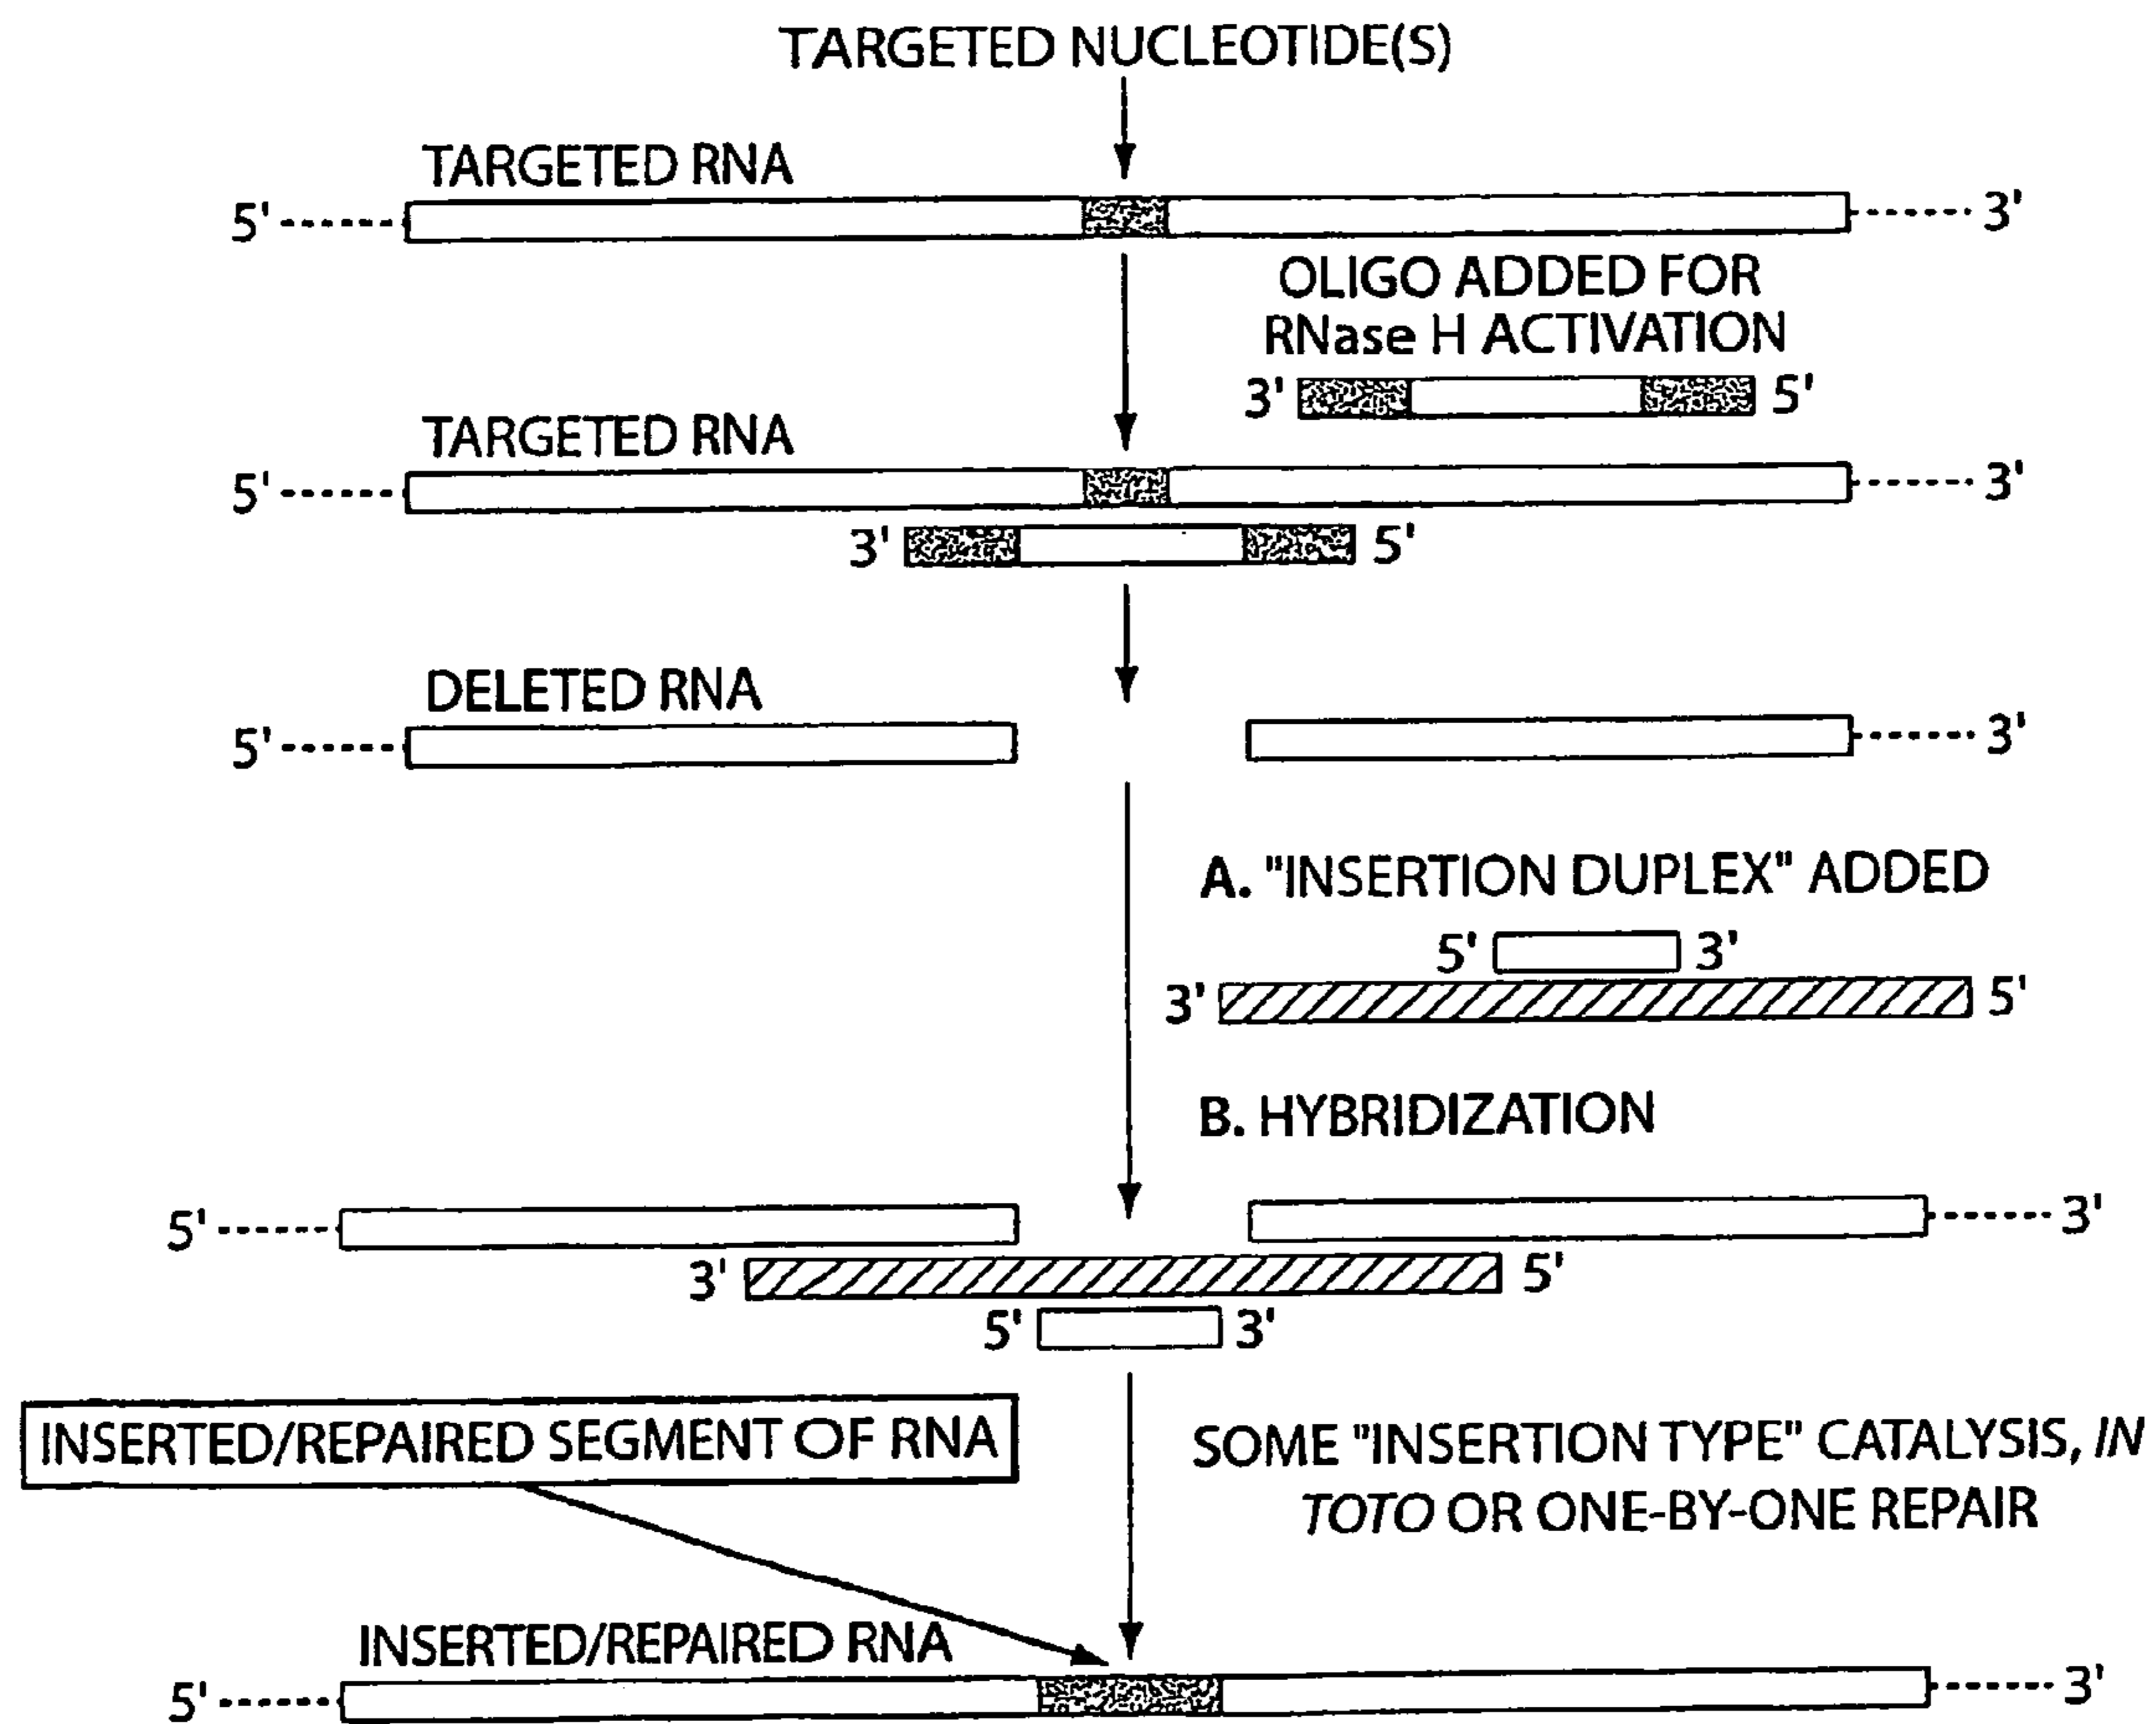 TARGETED NUCLEOTIDE(S)
TARGETED RNA
5' 3'
OLIGO ADDED FOR
RNase H ACTIVATION
3' 5'
TARGETED RNA
5' 3'
3' 5'
DELETED RNA
5' 3'
A. "INSERTION DUPLEX" ADDED
5' 3'
3' 5'
B. HYBRIDIZATION
5' 3'
3' 5'
5' 3'
INSERTED/REPAIRED SEGMENT OF RNA
SOME "INSERTION TYPE" CATALYSIS, IN
TOTO OR ONE-BY-ONE REPAIR
INSERTED/REPAIRED RNA
5' 3'